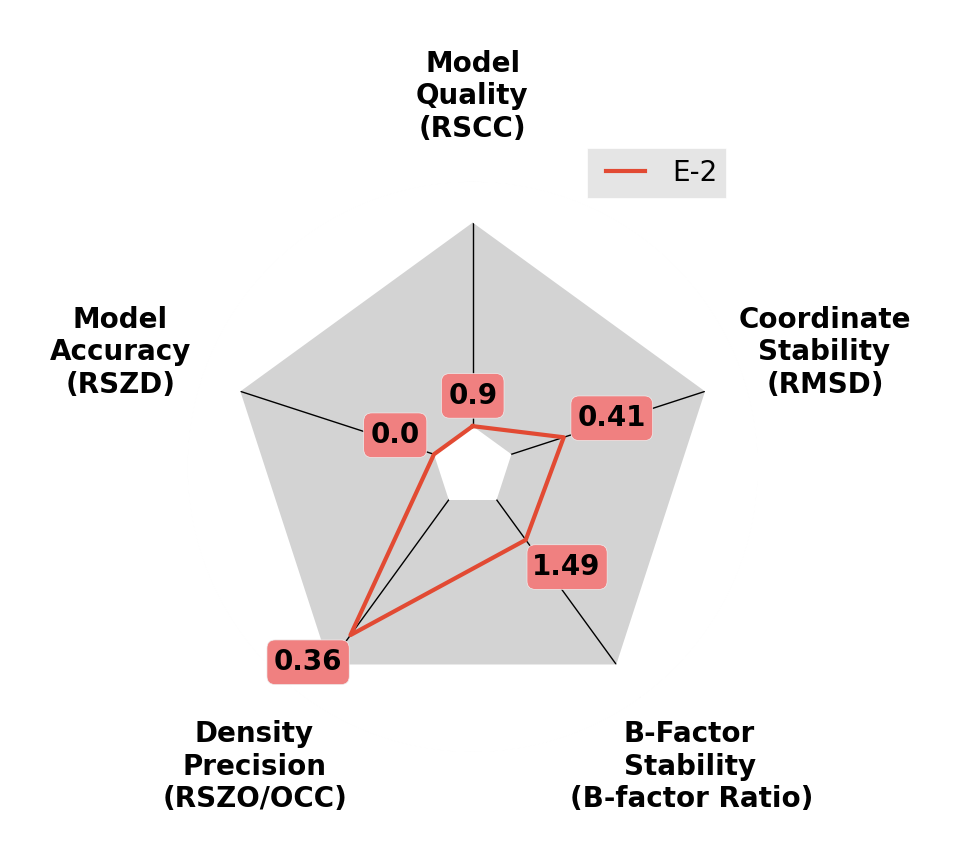 Model
Quality
(RSCC)
E-2
Model
Accuracy
(RSZD)
Coordinate
Stability
(RMSD)
0.9
0.41
0.0
1.49
0.36
Density
Precision
(RSZO/OCC)
B-Factor
Stability
(B-factor Ratio)